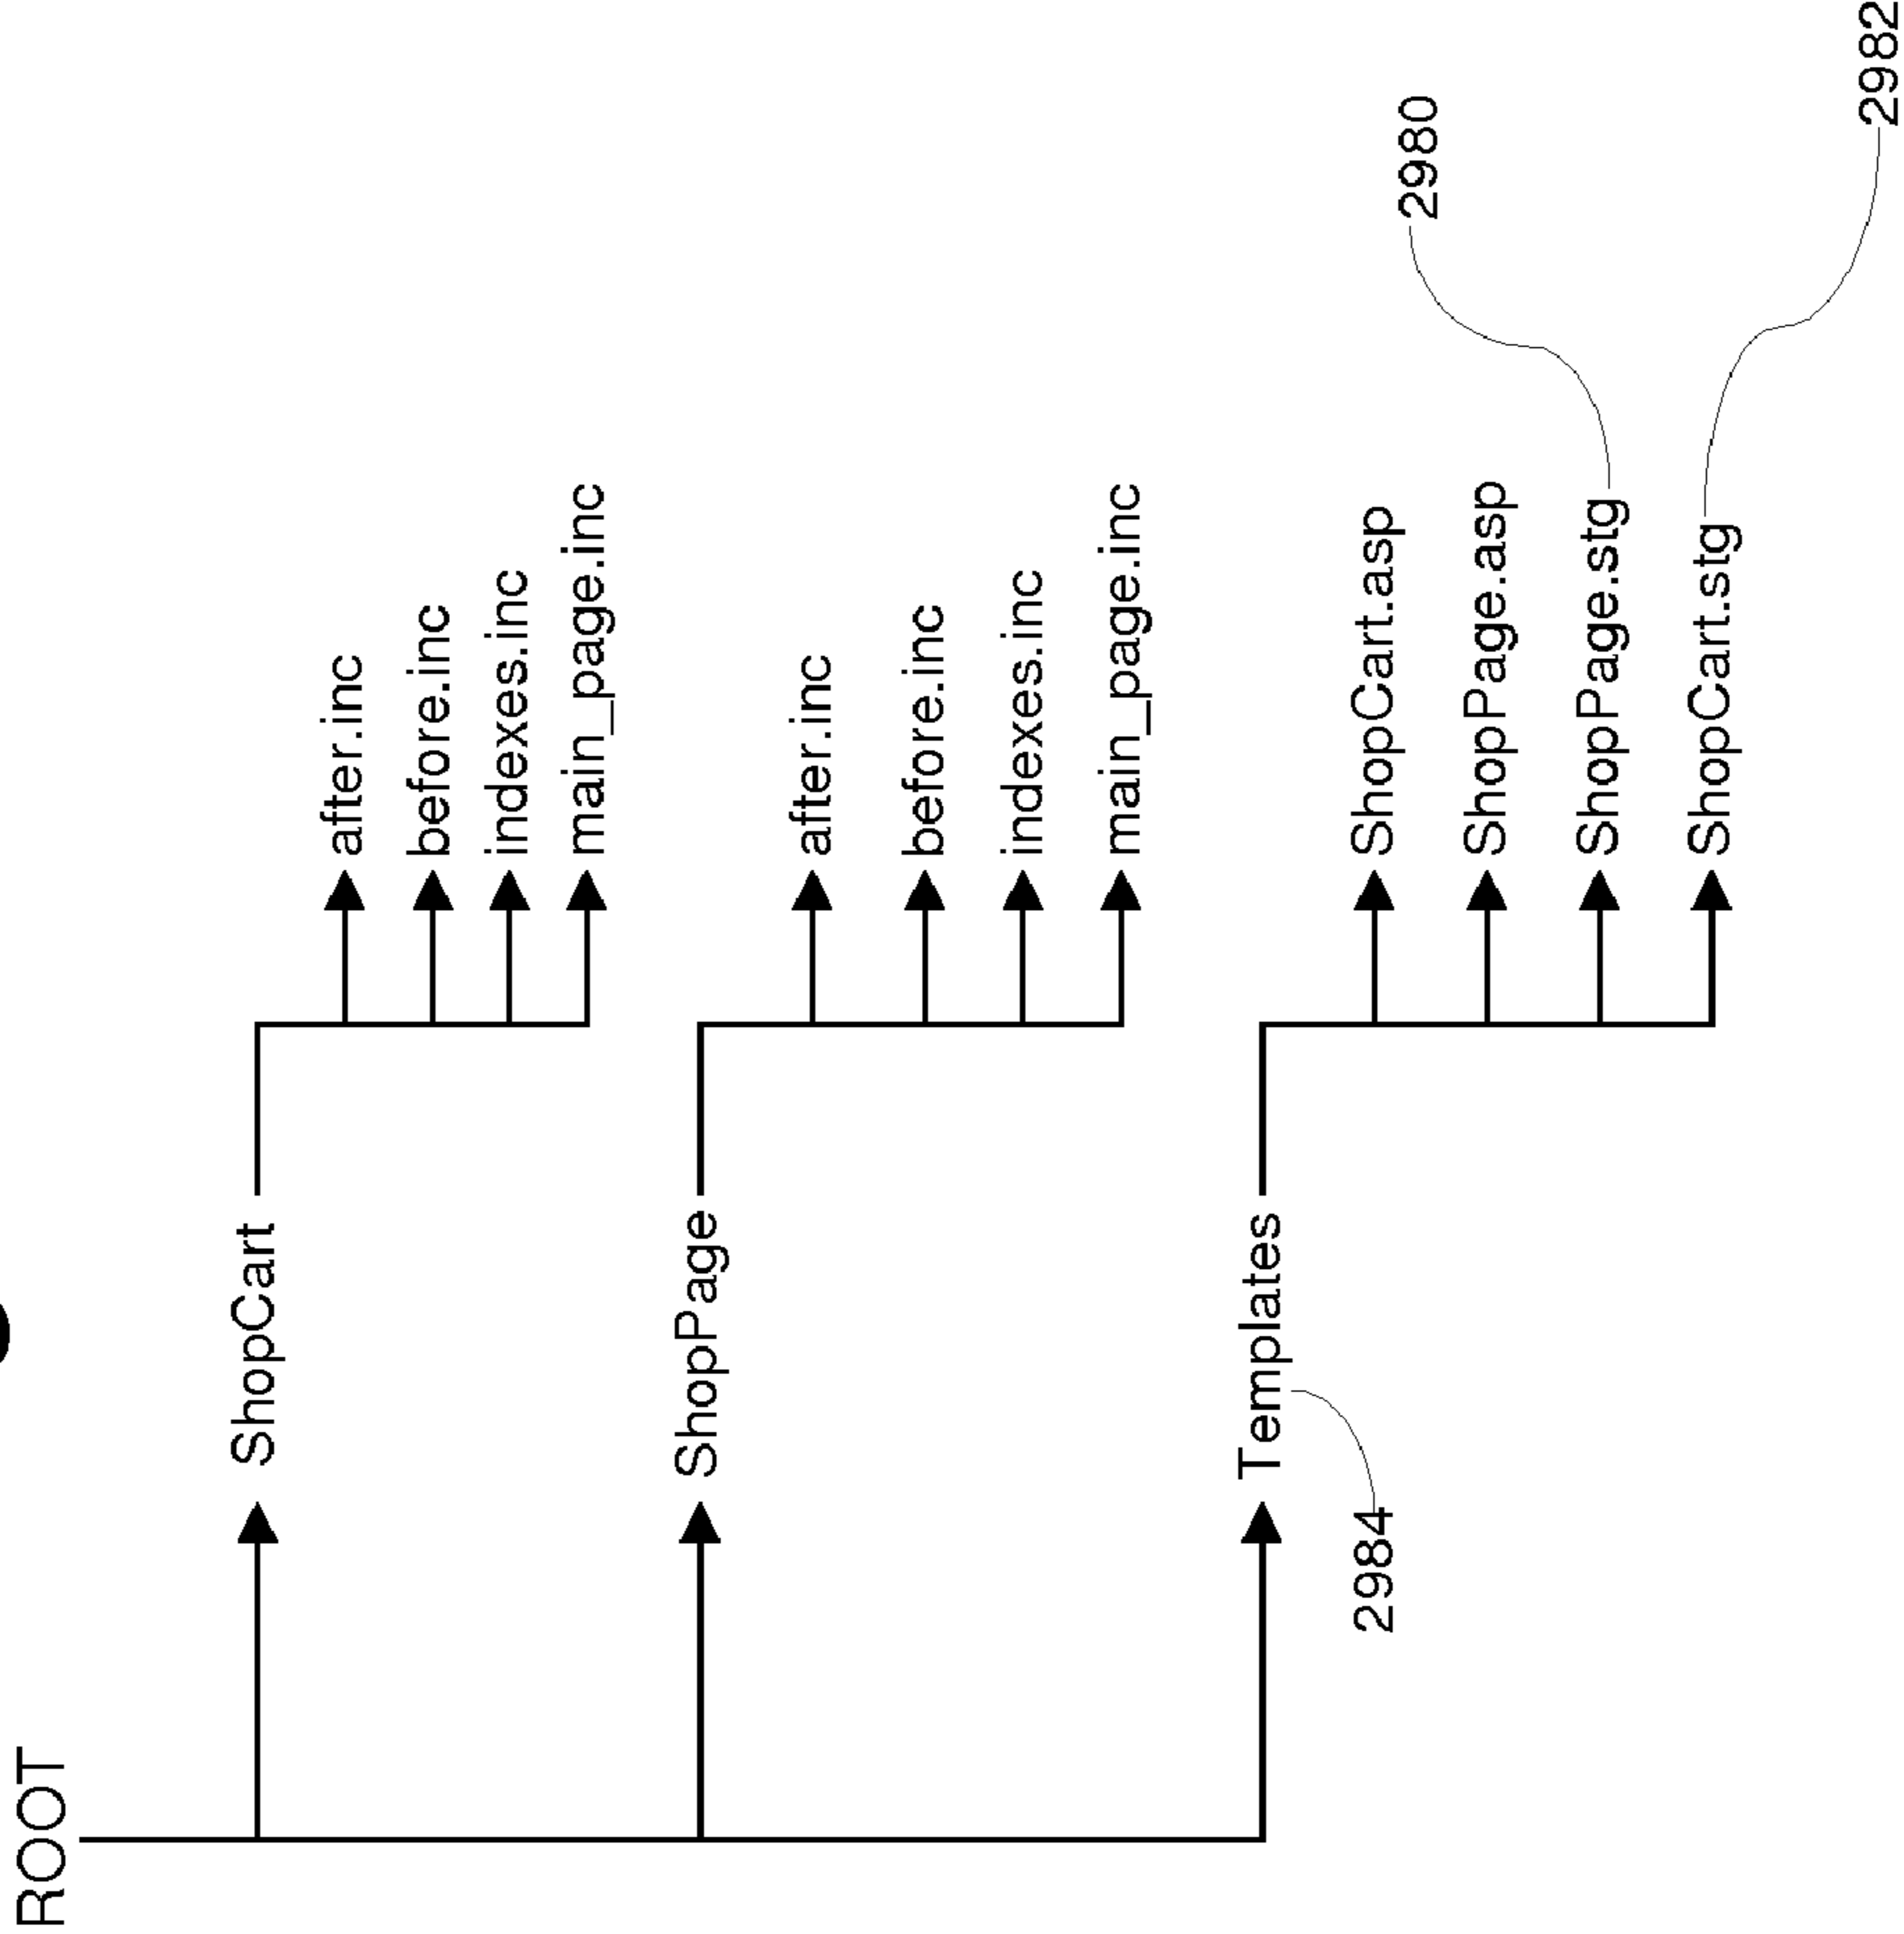 ROOT
ShopCart
after.inc
before.inc
indexes.inc
main_page.inc
ShopPage
after.inc
before.inc
indexes.inc
main_page.inc
Templates
2984
ShopCart.asp
ShopPage.asp
ShopPage.stg
2980
ShopCart.stg
2982